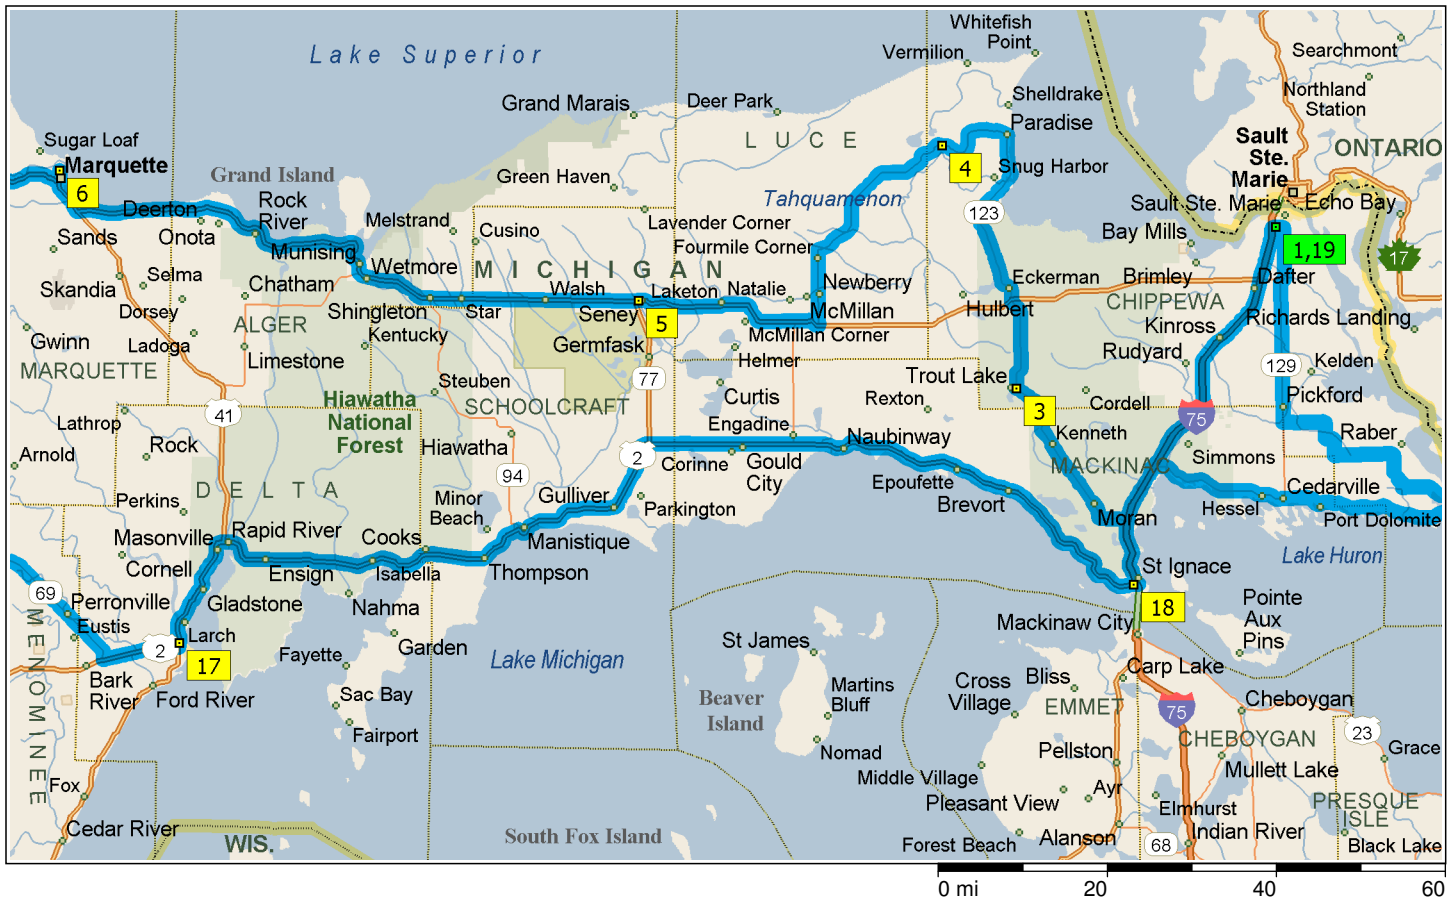 Whitefish
Point
Lake Superior
Vermilion
Searchmont
Northland
Station
Grand Marais
Deer Park
Shelldrake
Paradise
LUCE
Sault
Ste.
Marie
ONTARIO
Sugar Loaf
Marquette
6
Grand Island
Green Haven
4
Snug Harbor
Tahquamenon
Deerton
Rock
River
Melstrand
Lavender Corner
123
Sault Ste. Marie
Echo Bay
Sands
Onota
Munising
Cusino
Fourmile Corner
Bay Mills
1,19
17
Selma
Wetmore
MICHIGAN
Skandia
Chatham
Walsh
Laketon
Natalie
Newberry
Eckerman
Brimley
Dafter
CHIPPEWA
Dorsey
ALGER
Shingleton
Star
Seney
5
McMillan
Hulbert
Kinross
Richards Landing
Gwinn
Ladoga
Kentucky
Germfask
McMillan Corner
Rudyard
MARQUETTE
Limestone
Helmer
129
Kelden
Steuben
77
Trout Lake
Pickford
Hiawatha
National
Forest
SCHOOLCRAFT
Curtis
Rexton
3
Cordell
75
41
Lathrop
Engadine
Naubinway
Kenneth
Raber
Rock
Hiawatha
2
Corinne
Gould
City
MACKINAC
Simmons
Arnold
94
Epoufette
Brevort
Cedarville
DELTA
Minor
Beach
Gulliver
Parkington
Hessel
Port Dolomite
Perkins
Moran
Masonville
Rapid River
Cooks
Manistique
Lake Huron
Cornell
Ensign
Isabella
Thompson
St Ignace
69
Perronville
Gladstone
Nahma
18
Pointe
Aux
Pins
Eustis
2
Larch
Garden
Mackinaw City
St James
MENOMINEE
17
Fayette
Lake Michigan
Carp Lake
Bark
River
Ford River
Sac Bay
Beaver
Island
Martins
Bluff
Cross
Village
Bliss
EMMET
75
Cheboygan
Fairport
23
Nomad
Pellston
CHEBOYGAN
Grace
Fox
Middle Village
Mullett Lake
Pleasant View
Ayr
Elmhurst
PRESQUE
ISLE
Cedar River
WIS.
South Fox Island
Forest Beach
Alanson
68
Indian River
Black Lake
0 mi
20
40
60